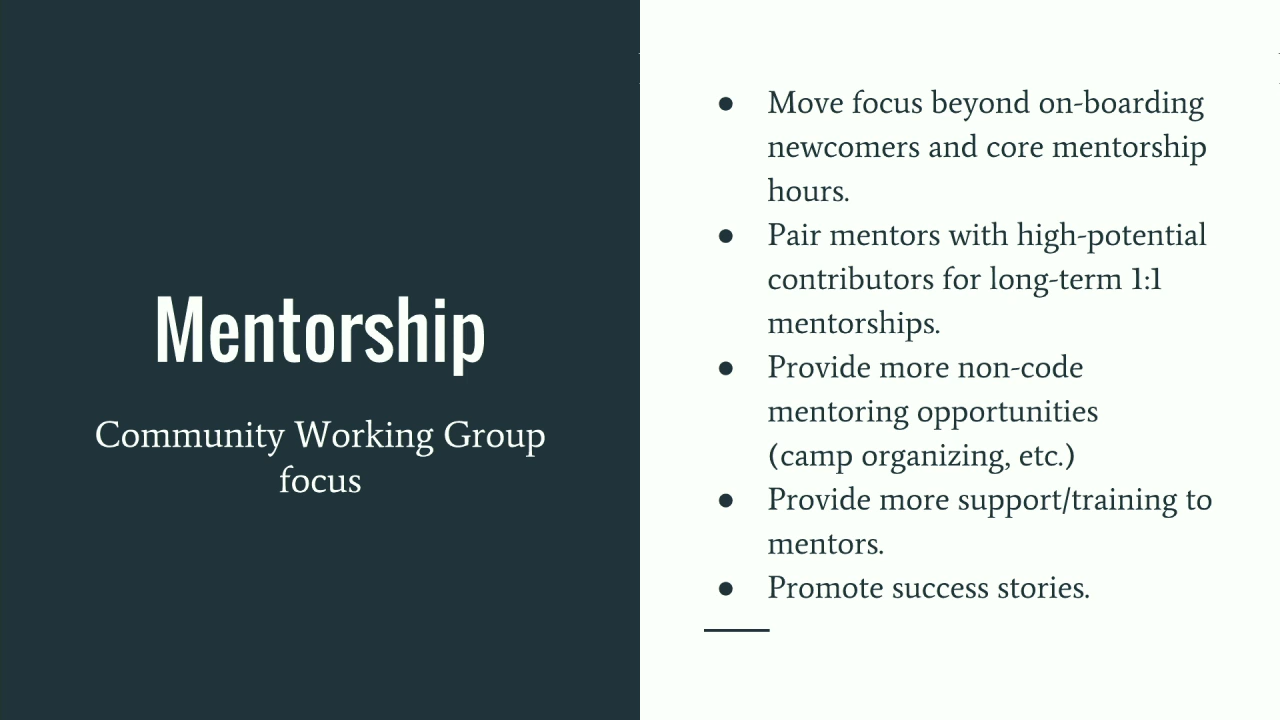 Mentorship
Community Working Group
focus
● Move focus beyond on-boarding
newcomers and core mentorship
hours.
● Pair mentors with high-potential
contributors for long-term 1:1
mentorships.
● Provide more non-code
mentoring opportunities
(camp organizing, etc.)
● Provide more support/training to
mentors.
● Promote success stories.